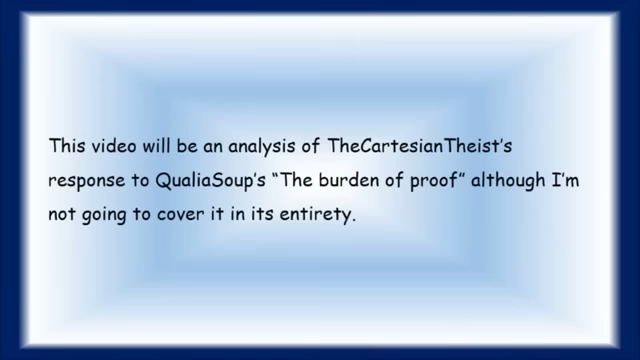 This video will be an analysis of TheCartesianTheist's
response to QualiaSoup's “The burden of proof” although I'm
not going to cover it in its entirety.